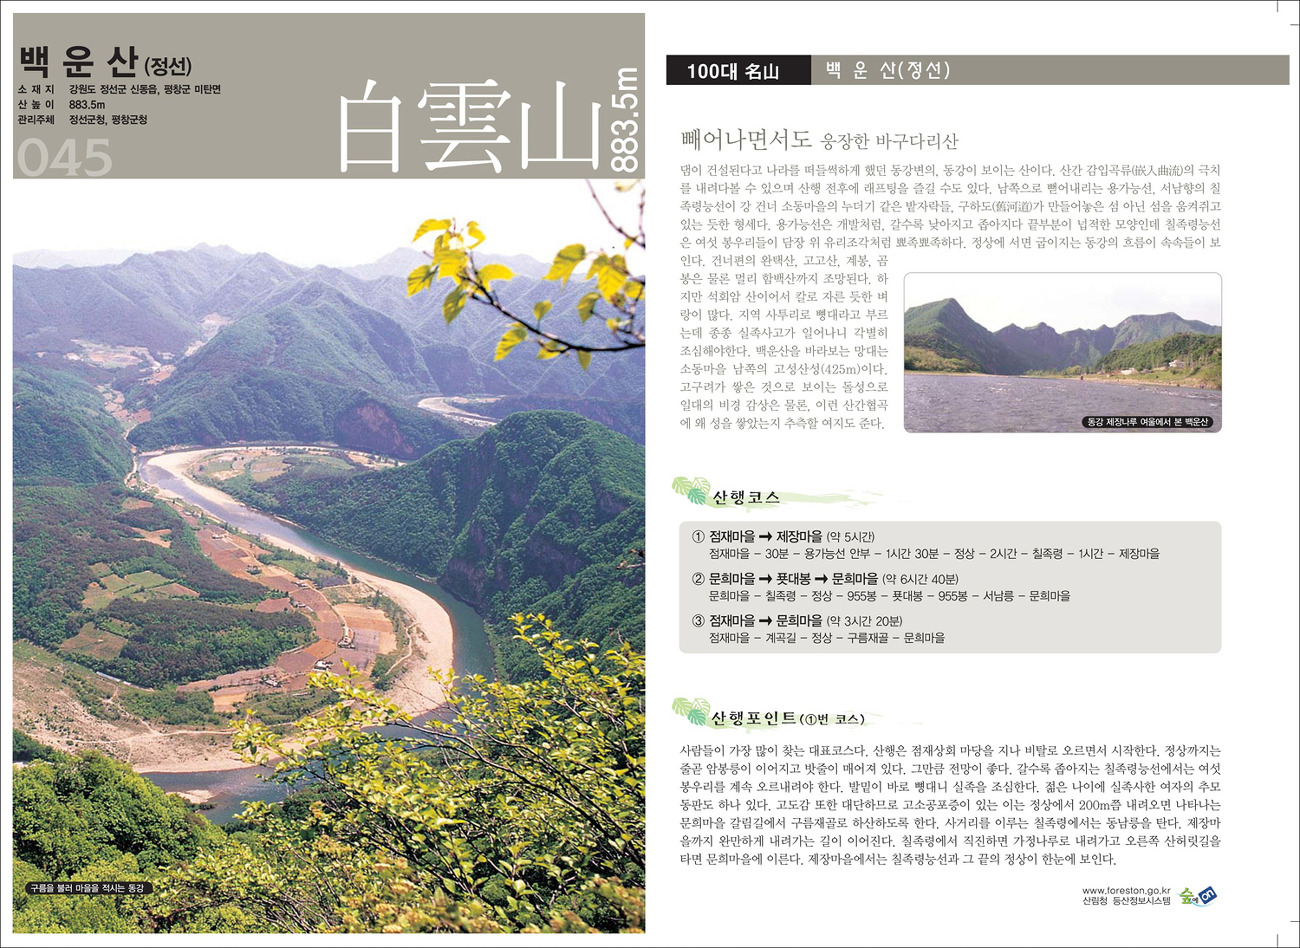 백 운 산 (정선)
소 재 지 강원도 정선군 신동읍, 평창군 미탄면
산 높 이 883.5m
관리주체 정선군청, 평창군청
045
白雲山
883.5m
구름을 불러 마을을 적시는 동강
100대 名山 백 운 산(정선)
빼어나면서도 웅장한 바구다리산
댐이 건설된다고 나라를 떠들썩하게 했던 동강변의, 동강이 보이는 산이다. 산간 감입곡류(嵌入曲流)의 극치
를 내려다볼 수 있으며 산행 전후에 래프팅을 즐길 수도 있다. 남쪽으로 뻗어내리는 용가능선, 서남향의 칠
족령능선이 강 건너 소동마을의 누더기 같은 밭자락들, 구하도(舊河道)가 만들어놓은 섬 아닌 섬을 움켜쥐고
있는 듯한 형세다. 용가능선은 개발처럼, 갈수록 낮아지고 좁아지다 끝부분이 넙적한 모양인데 칠족령능선
은 여섯 봉우리들이 담장 위 유리조각처럼 뾰족뾰족하다. 정상에 서면 굽이지는 동강의 흐름이 속속들이 보
인다. 건너편의 완택산, 고고산, 계봉, 곰
봉은 물론 멀리 함백산까지 조망된다. 하
지만 석회암 산이어서 칼로 자른 듯한 벼
랑이 많다. 지역 사투리로 뼝대라고 부르
는데 종종 실족사고가 일어나니 각별히
조심해야한다. 백운산을 바라보는 망대는
소동마을 남쪽의 고성산성(425m)이다.
고구려가 쌓은 것으로 보이는 돌성으로
일대의 비경 감상은 물론, 이런 산간협곡
에 왜 성을 쌓았는지 추측할 여지도 준다.
동강 제장나루 여울에서 본 백운산
산행코스
① 점재마을 ➞ 제장마을 (약 5시간)
점재마을 – 30분 – 용가능선 안부 – 1시간 30분 – 정상 – 2시간 – 칠족령 – 1시간 – 제장마을
② 문희마을 ➞ 푯대봉 ➞ 문희마을 (약 6시간 40분)
문희마을 – 칠족령 – 정상 – 955봉 – 푯대봉 – 955봉 – 서남릉 – 문희마을
③ 점재마을 ➞ 문희마을 (약 3시간 20분)
점재마을 – 계곡길 – 정상 – 구름재골 – 문희마을
산행포인트(①번 코스)
사람들이 가장 많이 찾는 대표코스다. 산행은 점재상회 마당을 지나 비탈로 오르면서 시작한다. 정상까지는
줄곧 암봉릉이 이어지고 밧줄이 매어져 있다. 그만큼 전망이 좋다. 갈수록 좁아지는 칠족령능선에서는 여섯
봉우리를 계속 오르내려야 한다. 발밑이 바로 뼝대니 실족을 조심한다. 젊은 나이에 실족사한 여자의 추모
동판도 하나 있다. 고도감 또한 대단하므로 고소공포증이 있는 이는 정상에서 200m쯤 내려오면 나타나는
문희마을 갈림길에서 구름재골로 하산하도록 한다. 사거리를 이루는 칠족령에서는 동남릉을 탄다. 제장마
을까지 완만하게 내려가는 길이 이어진다. 칠족령에서 직진하면 가정나루로 내려가고 오른쪽 산허릿길을
타면 문희마을에 이른다. 제장마을에서는 칠족령능선과 그 끝의 정상이 한눈에 보인다.
www.foreston.go.kr
산림청 등산정보시스템
숲에on